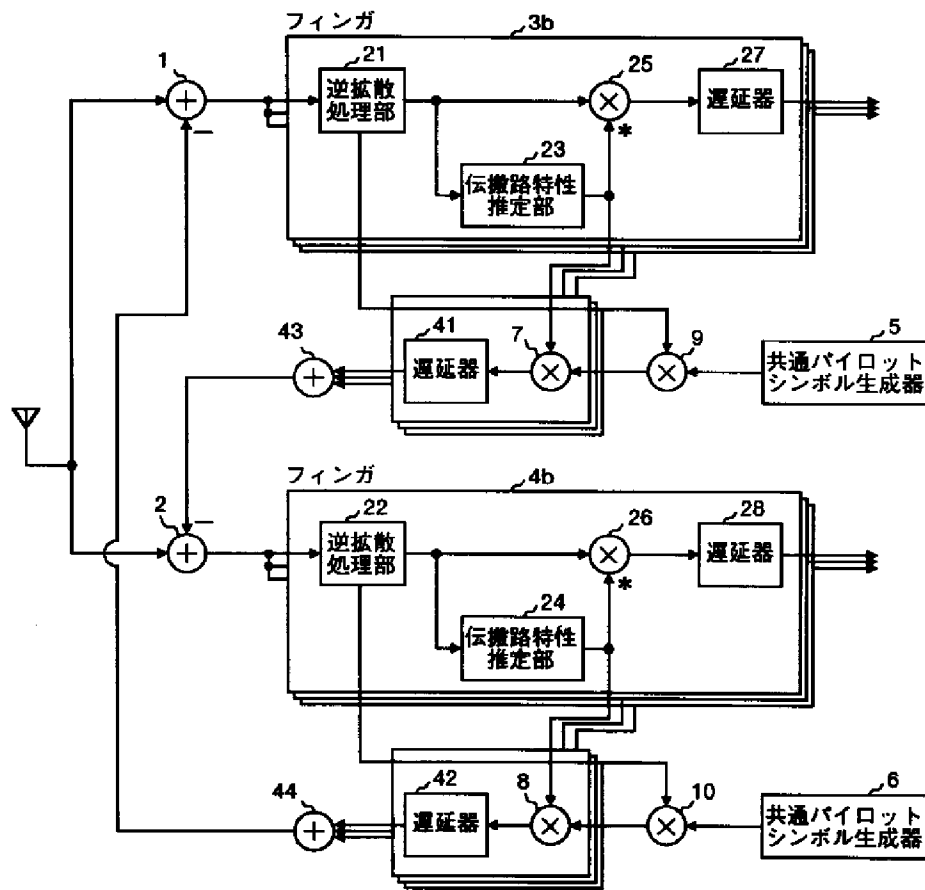 フィンガ
3b
1
21
25
27
逆拡散
処理部
遅延器
+
×
−
*
23
伝搬路特性
推定部
43
41
7
9
5
+
遅延器
×
×
共通パイロット
シンボル生成器
フィンガ
4b
2
22
26
28
−
+
逆拡散
処理部
×
遅延器
*
24
伝搬路特性
推定部
44
42
8
10
6
+
遅延器
×
×
共通パイロット
シンボル生成器